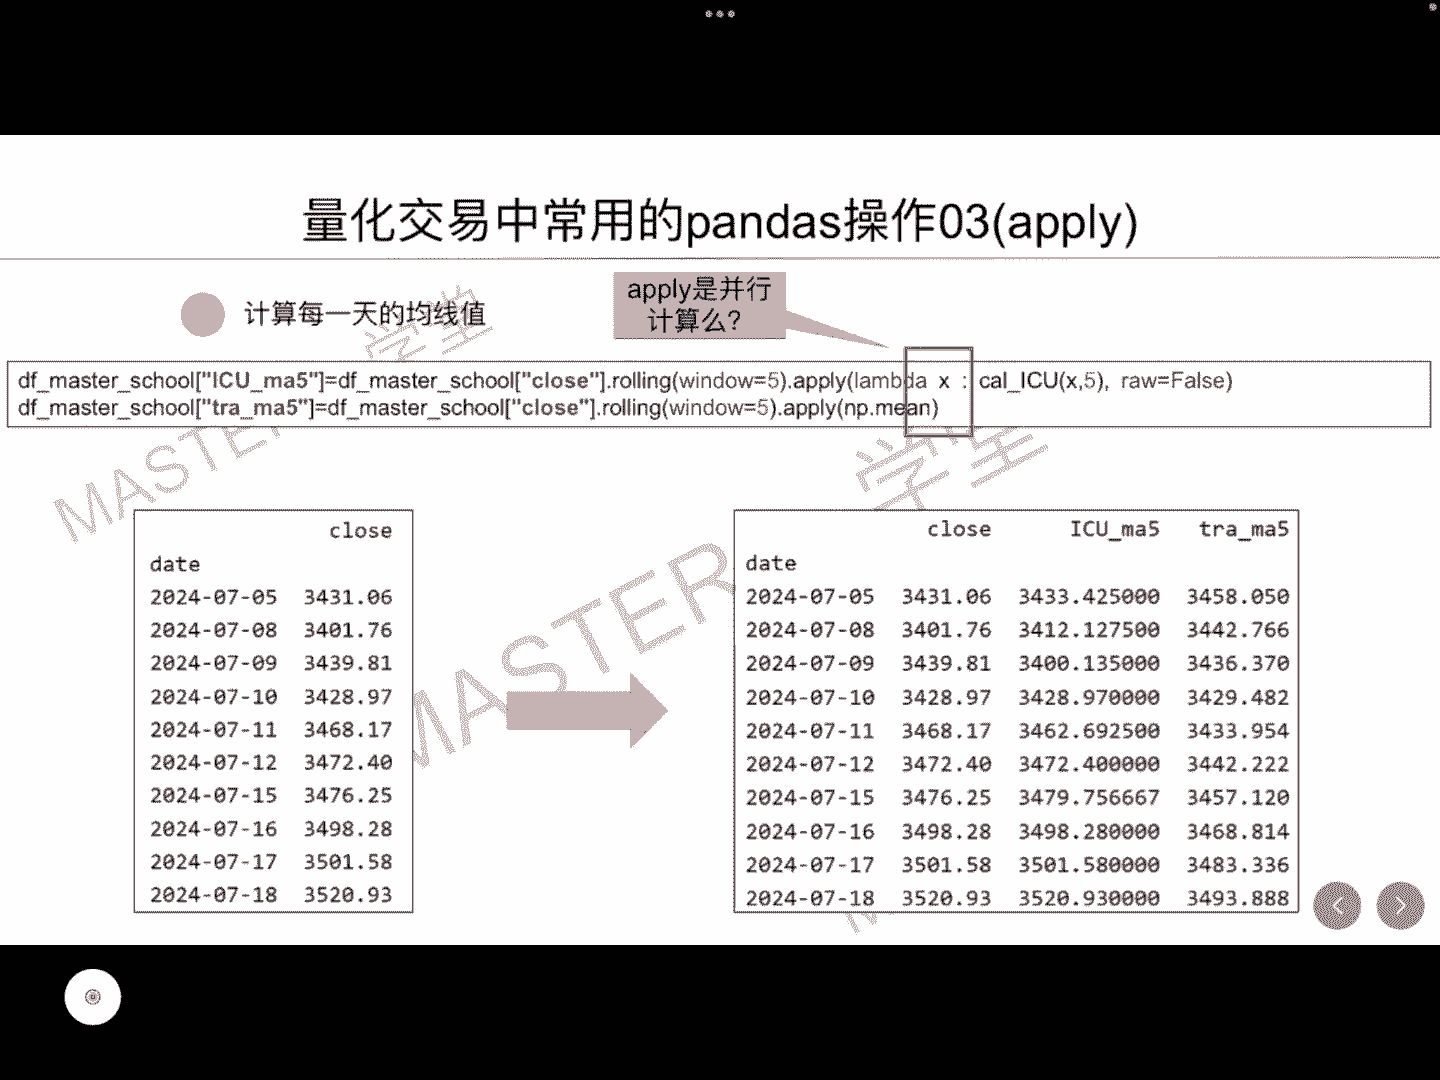 量化交易中常用的pandas操作03(apply)
计算每一天的均线值
apply是并行
计算么?
df_master_school["ICU_ma5"]=df_master_school["close"].rolling(window=5).apply(lambda x : cal_ICU(x,5), raw=False)
df_master_school["tra_ma5"]=df_master_school["close"].rolling(window=5).apply(np.mean)
close
date
2024-07-05 3431.06
2024-07-08 3401.76
2024-07-09 3439.81
2024-07-10 3428.97
2024-07-11 3468.17
2024-07-12 3472.40
2024-07-15 3476.25
2024-07-16 3498.28
2024-07-17 3501.58
2024-07-18 3520.93
close ICU_ma5 tra_ma5
date
2024-07-05 3431.06 3433.425000 3458.050
2024-07-08 3401.76 3412.127500 3442.766
2024-07-09 3439.81 3400.135000 3436.370
2024-07-10 3428.97 3428.970000 3429.482
2024-07-11 3468.17 3462.692500 3433.954
2024-07-12 3472.40 3472.400000 3442.222
2024-07-15 3476.25 3479.756667 3457.120
2024-07-16 3498.28 3498.280000 3468.814
2024-07-17 3501.58 3501.580000 3483.336
2024-07-18 3520.93 3520.930000 3493.888
MASTER 学堂
MASTER 学堂